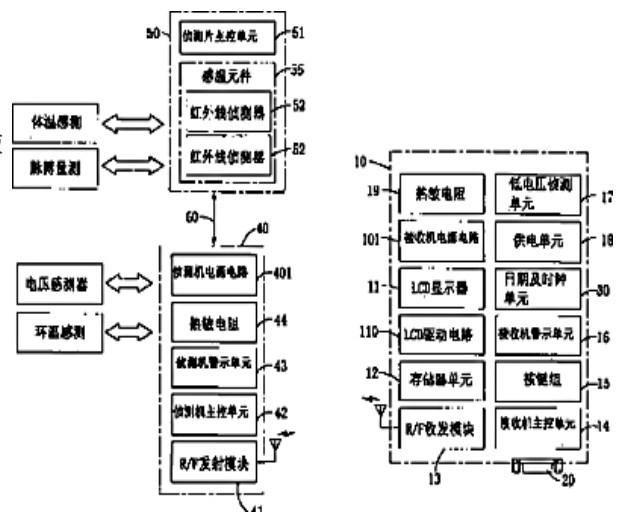 50
侦测片主控单元
51
感温元件
55
红外线侦测器
53
红外线侦测器
52
体温感测
脉搏量测
60
40
侦测机电源电路
401
电压感测器
热敏电阻
44
环温感测
侦测机警示单元
43
侦测机主控单元
42
R/F发射模块
41
10
19
热敏电阻
低电压侦测
单元
17
101
接收机电源电路
供电单元
18
11
LCD显示器
日期及时钟
单元
30
110
LCD驱动电路
接收机警示单元
16
12
存储器单元
按键组
15
R/F收发模块
接收机主控单元
14
13
20